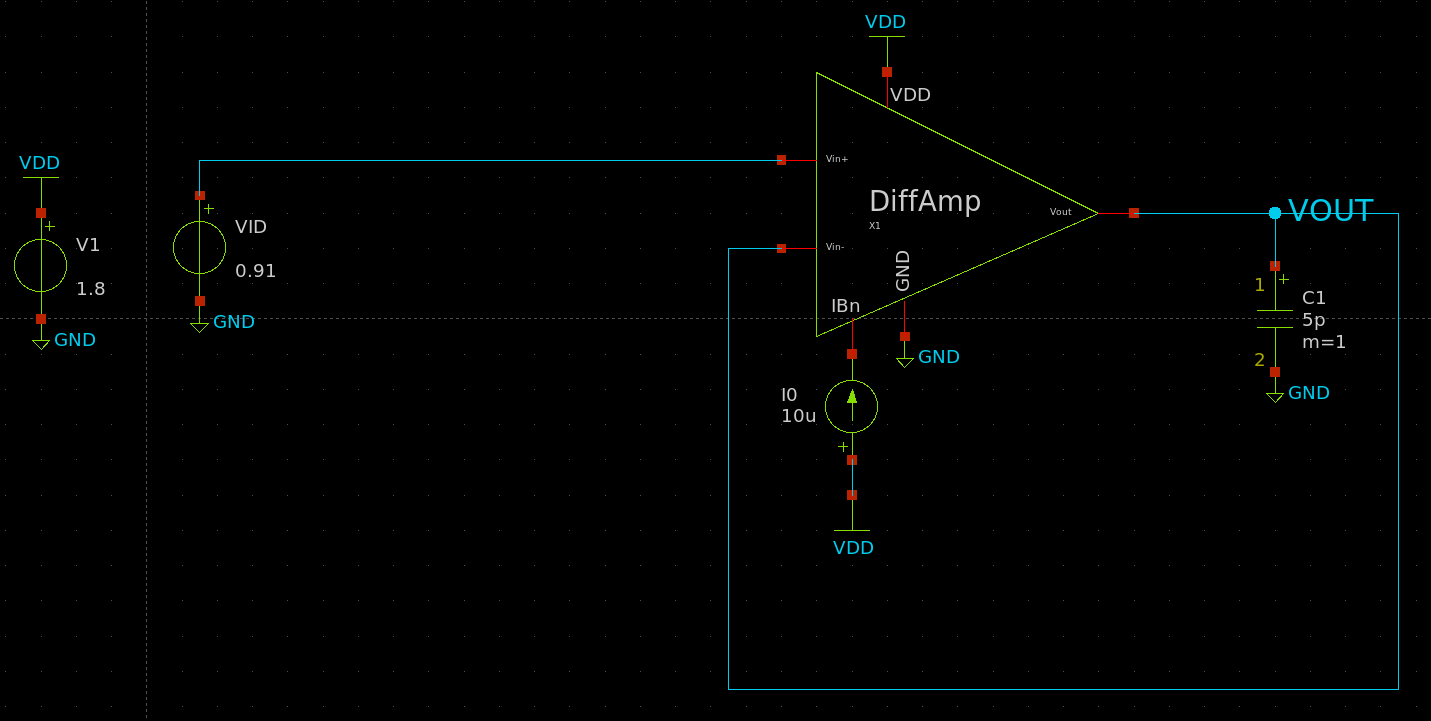 VDD
VDD
Vin+
VDD
+
VID
0.91
GND
VDD
+
V1
1.8
GND
DiffAmp
X1
Vout
VOUT
Vin-
GND
IBn
GND
I0
10u
+
VDD
1
+
C1
5p
m=1
2
GND